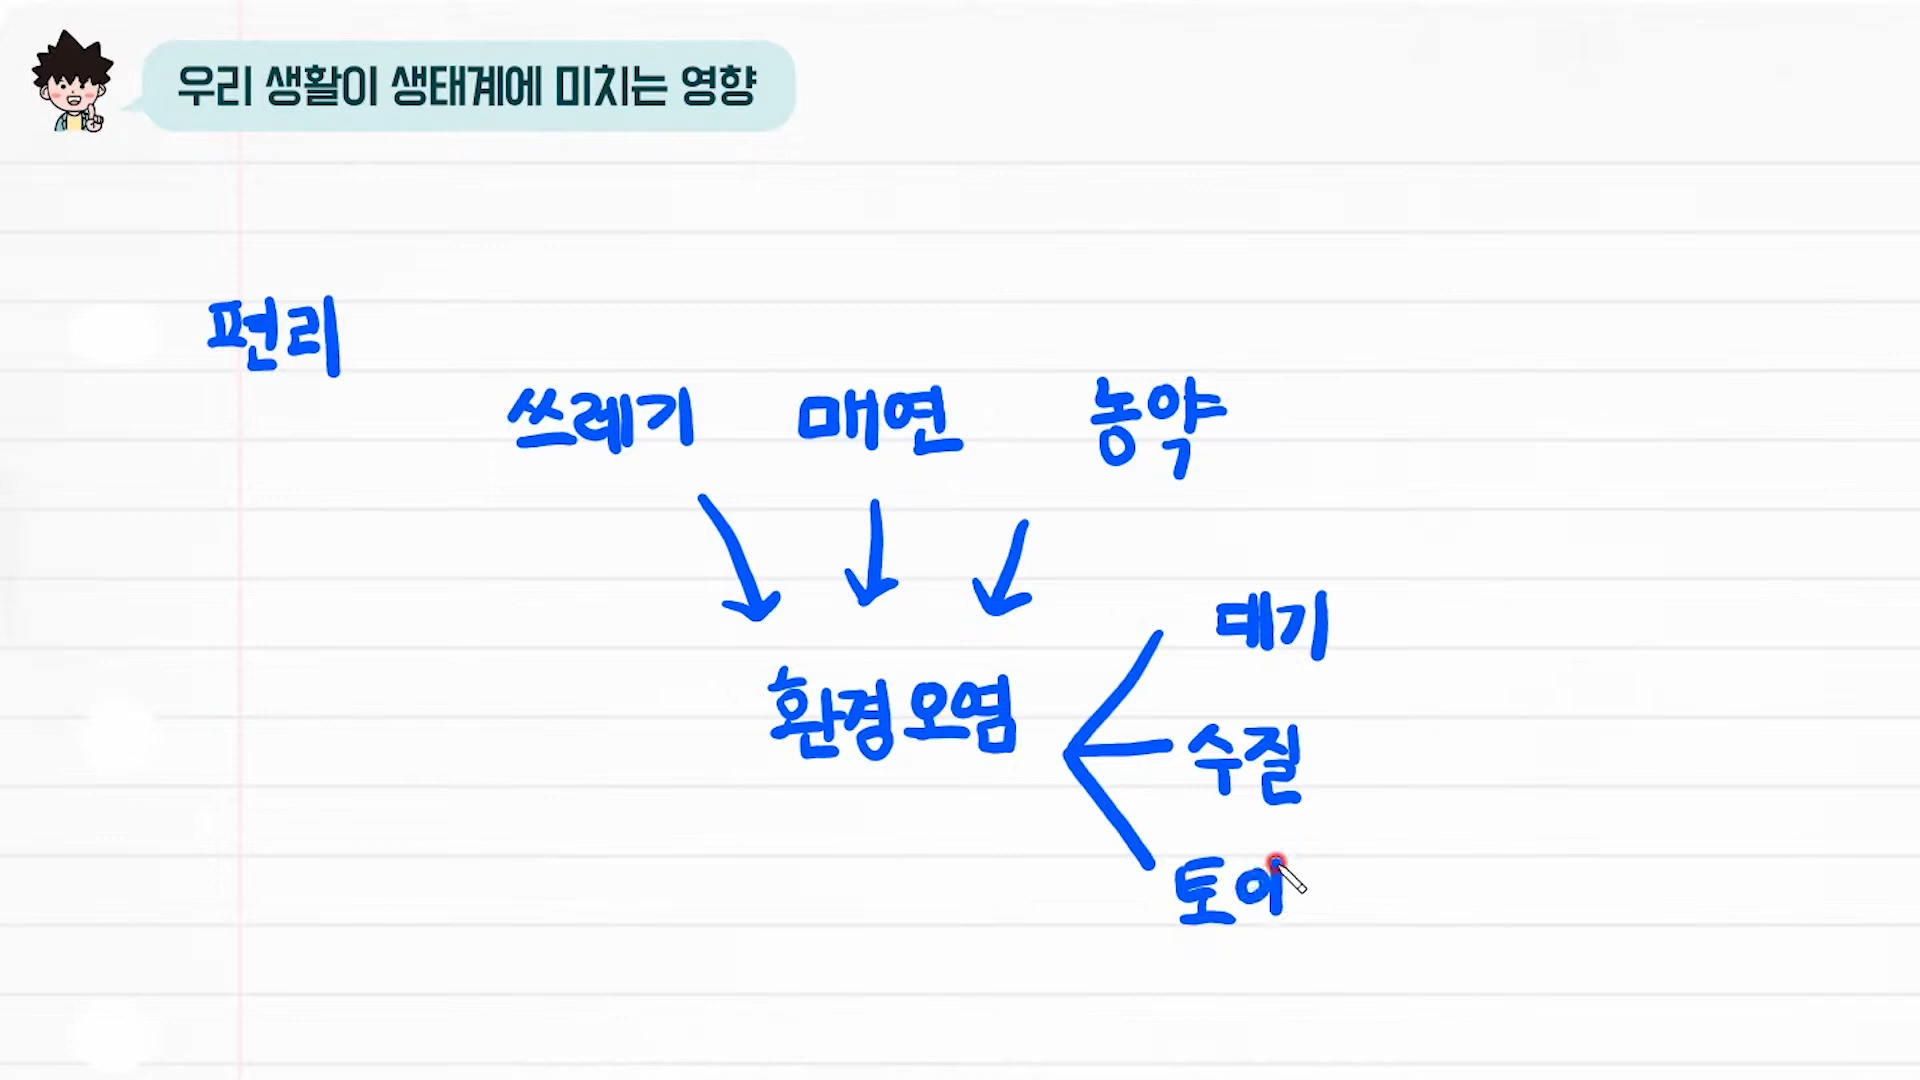 우리 생활이 생태계에 미치는 영향
편리
쓰레기 매연 농약
대기
환경오염
수질
토이